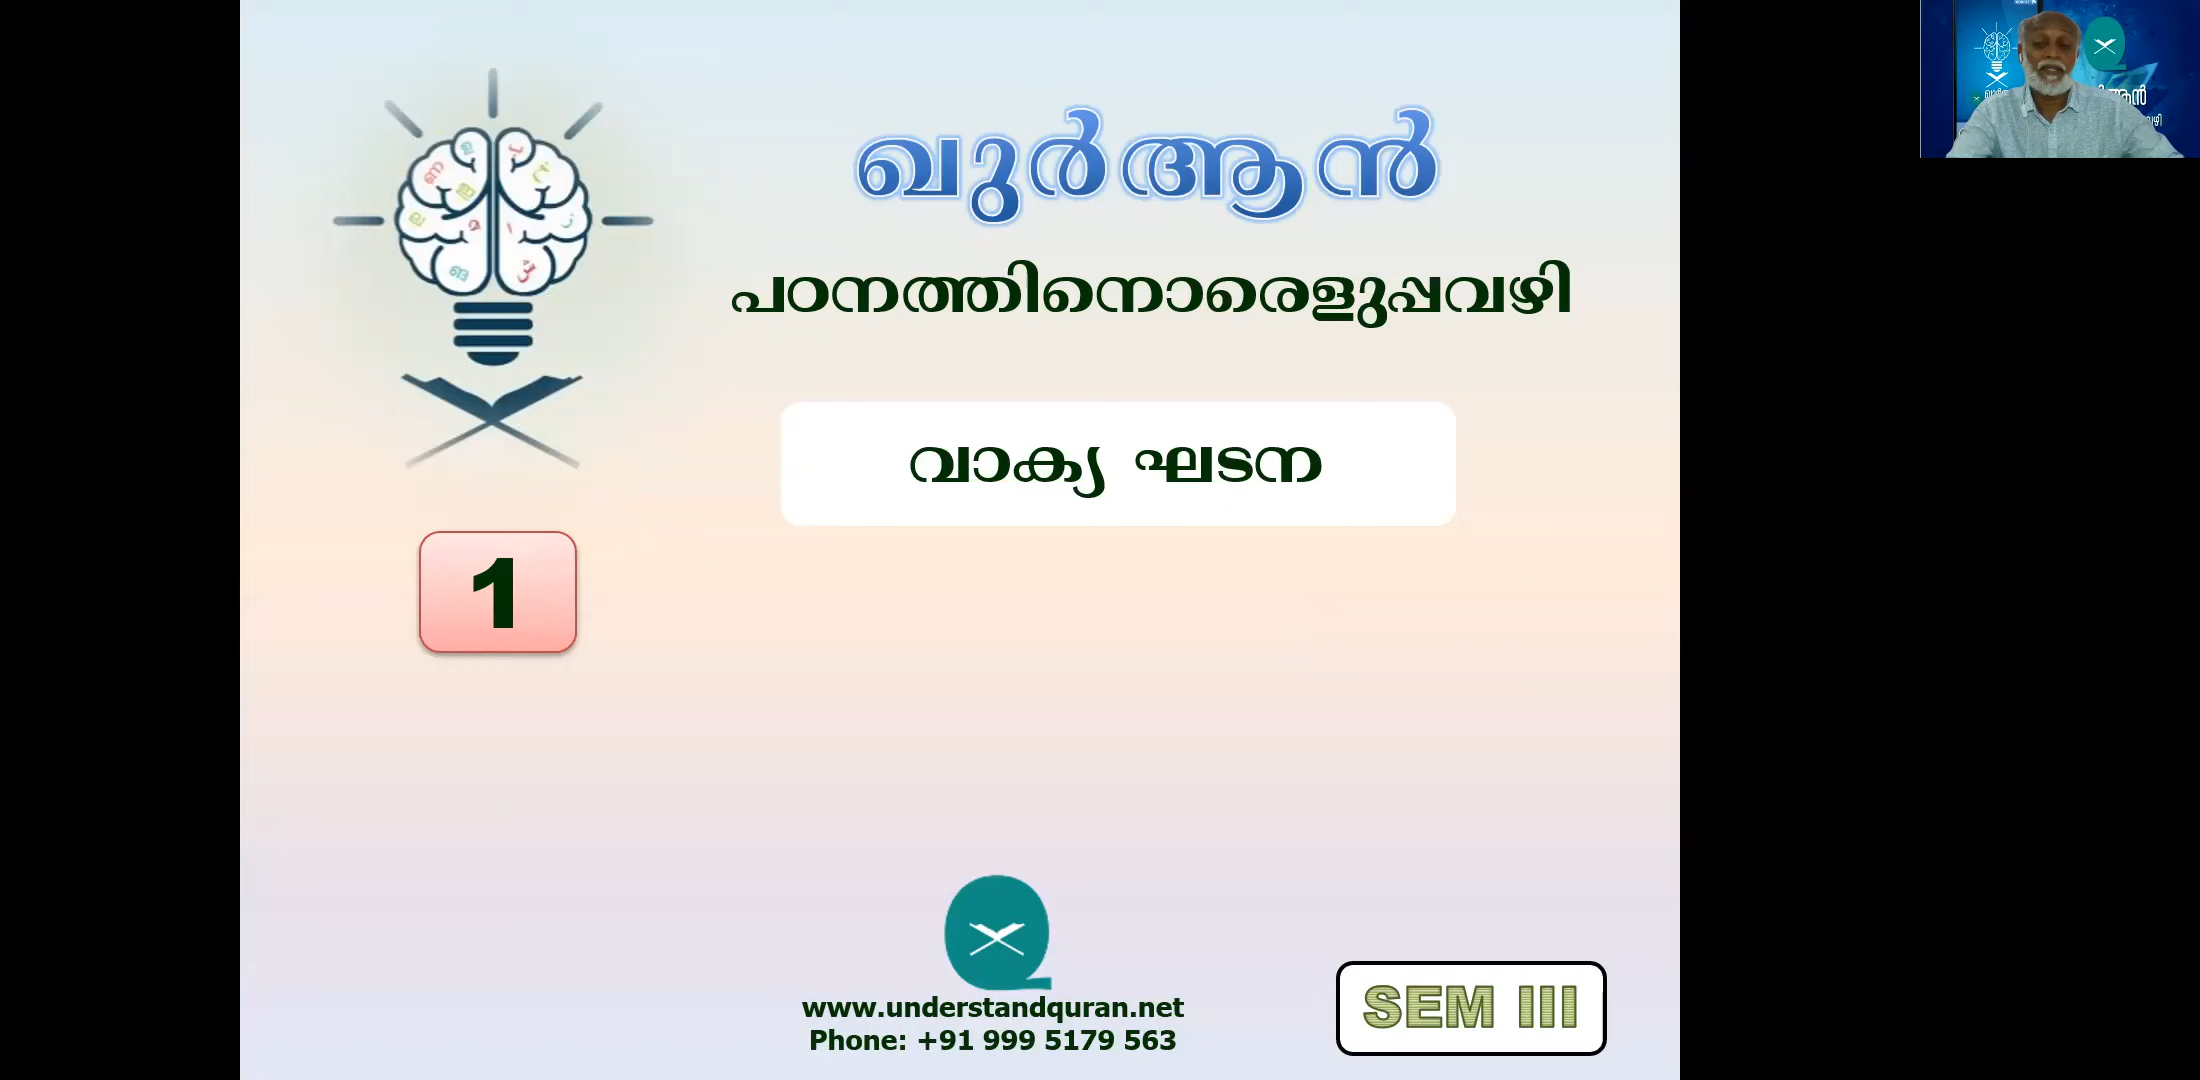 ഖുർആൻ
പഠനത്തിനൊരെളുപ്പവഴി
വാക്യ ഘടന
1
www.understandquran.net
Phone: +91 999 5179 563
SEM III